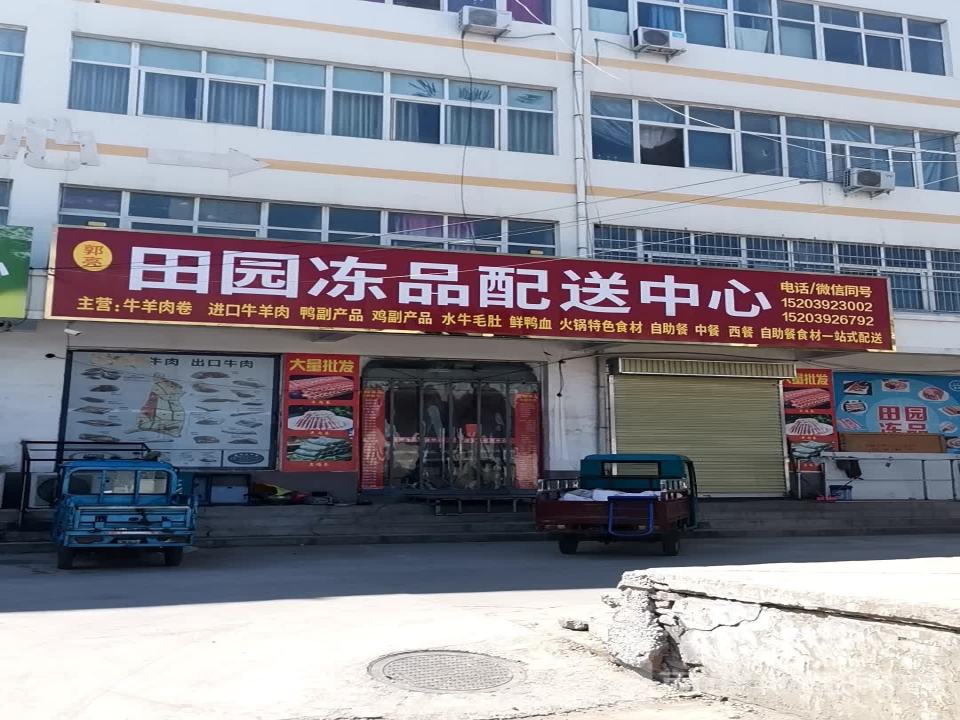 郭亮
田园冻品配送中心
电话/微信同号
15203923002
15203926792
主营:牛羊肉卷 进口牛羊肉 鸭副产品 鸡副产品 水牛毛肚 鲜鸭血 火锅特色食材 自助餐 中餐 西餐 自助餐食材一站式配送
牛肉 出口牛肉
大量批发
大量批发
田园
冻品